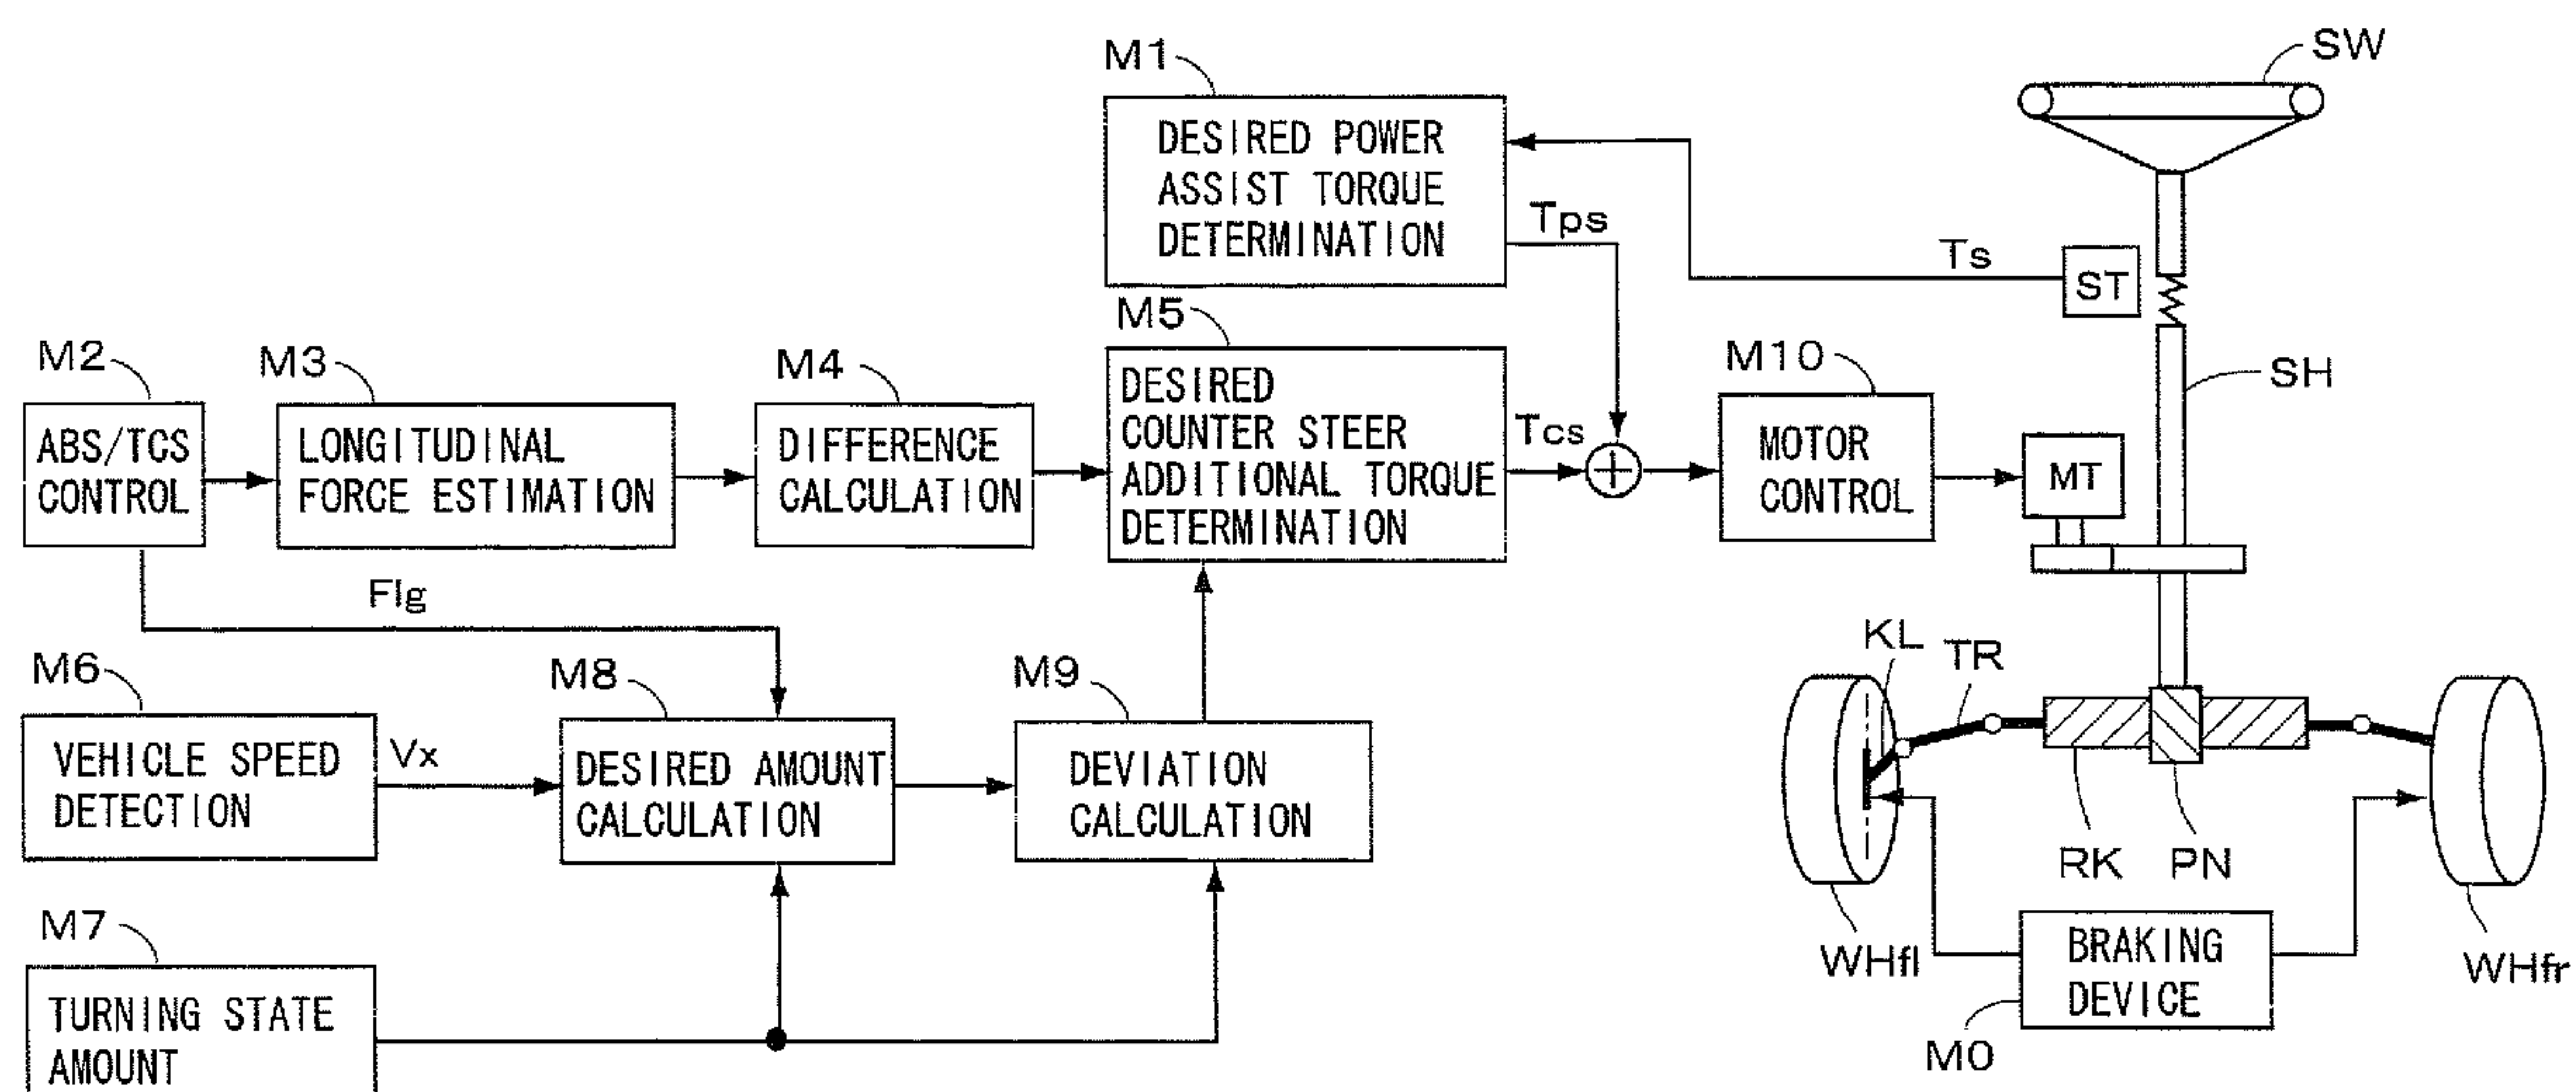 M1
DESIRED POWER
ASSIST TORQUE
DETERMINATION
Tps
SW
Ts
ST
SH
M2
ABS/TCS
CONTROL
M3
LONGITUDINAL
FORCE ESTIMATION
M4
DIFFERENCE
CALCULATION
M5
DESIRED
COUNTER STEER
ADDITIONAL TORQUE
DETERMINATION
Tcs
M10
MOTOR
CONTROL
MT
Flg
M6
VEHICLE SPEED
DETECTION
Vx
M8
DESIRED AMOUNT
CALCULATION
M9
DEVIATION
CALCULATION
KL
TR
RK
PN
WHfl
WHfr
BRAKING
DEVICE
M0
M7
TURNING STATE
AMOUNT